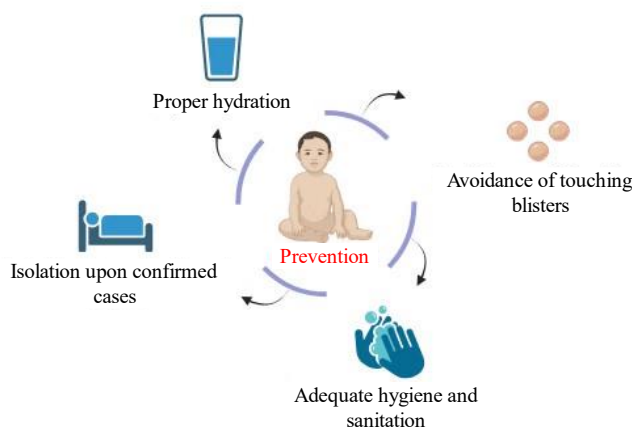 Proper hydration
Avoidance of touching
blisters
Isolation upon confirmed
cases
Prevention
Adequate hygiene and
sanitation